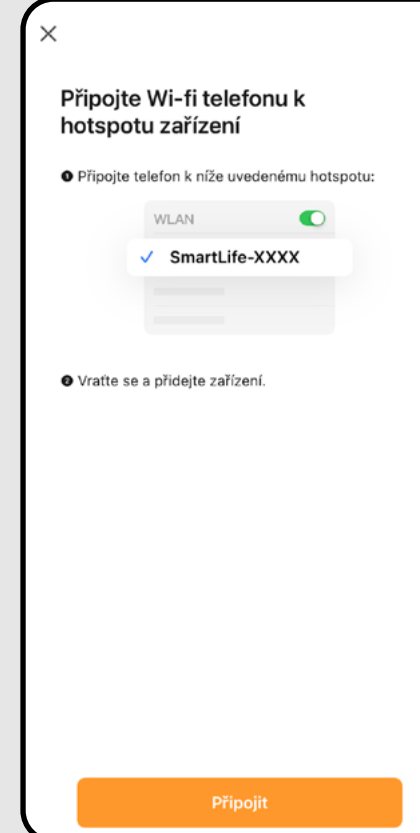 Připojte Wi-fi telefonu k
hotspotu zařízení
❶ Připojte telefon k níže uvedenému hotspotu:
WLAN
✓ SmartLife-XXXX
❷ Vraťte se a přidejte zařízení.
Připojit